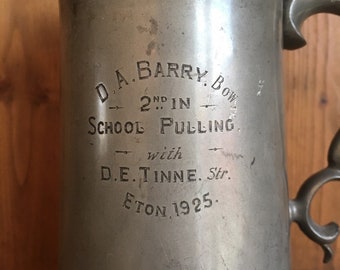 D. A. BARRY. Bow.
2ND IN
SCHOOL PULLING.
with
D. E. TINNE. Str.
ETON, 1925.